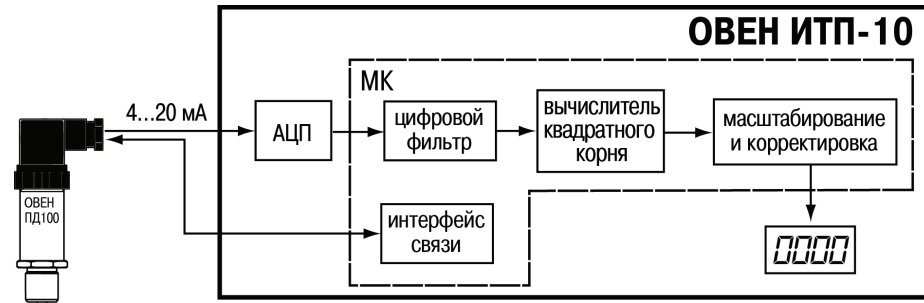 ОВЕН ИТП-10
МК
4...20 мА
АЦП
цифровой
фильтр
вычислитель
квадратного
корня
масштабирование
и корректировка
ОВЕН
ПД100
интерфейс
связи
0000